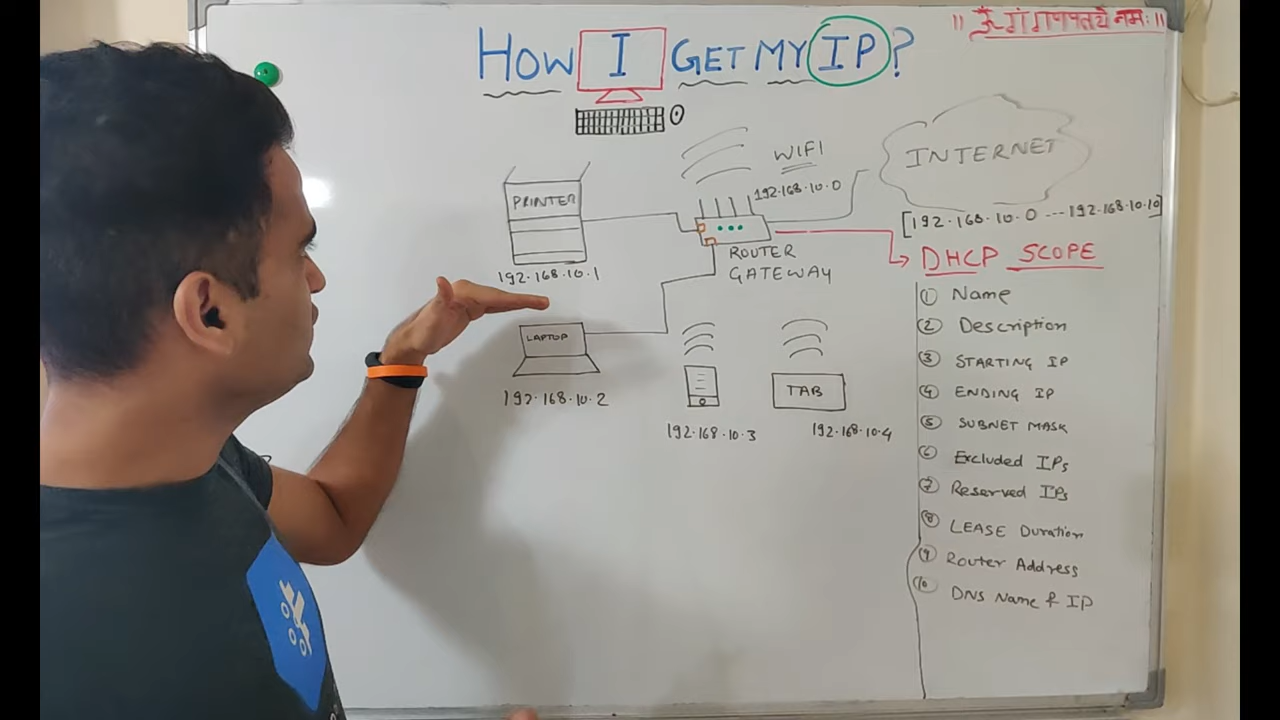 ॥ ॐ गं गणपतये नमः ॥
HOW I GET MY IP?
WIFI
INTERNET
192.168.10.0
PRINTER
[192.168.10.0 --- 192.168.10.10]
ROUTER
GATEWAY
192.168.10.1
DHCP SCOPE
① Name
② Description
③ STARTING IP
④ ENDING IP
⑤ SUBNET MASK
⑥ Excluded IPs
⑦ Reserved IPs
⑧ LEASE Duration
⑨ Router Address
⑩ DNS Name & IP
LAPTOP
192.168.10.2
TAB
192.168.10.3
192.168.10.4